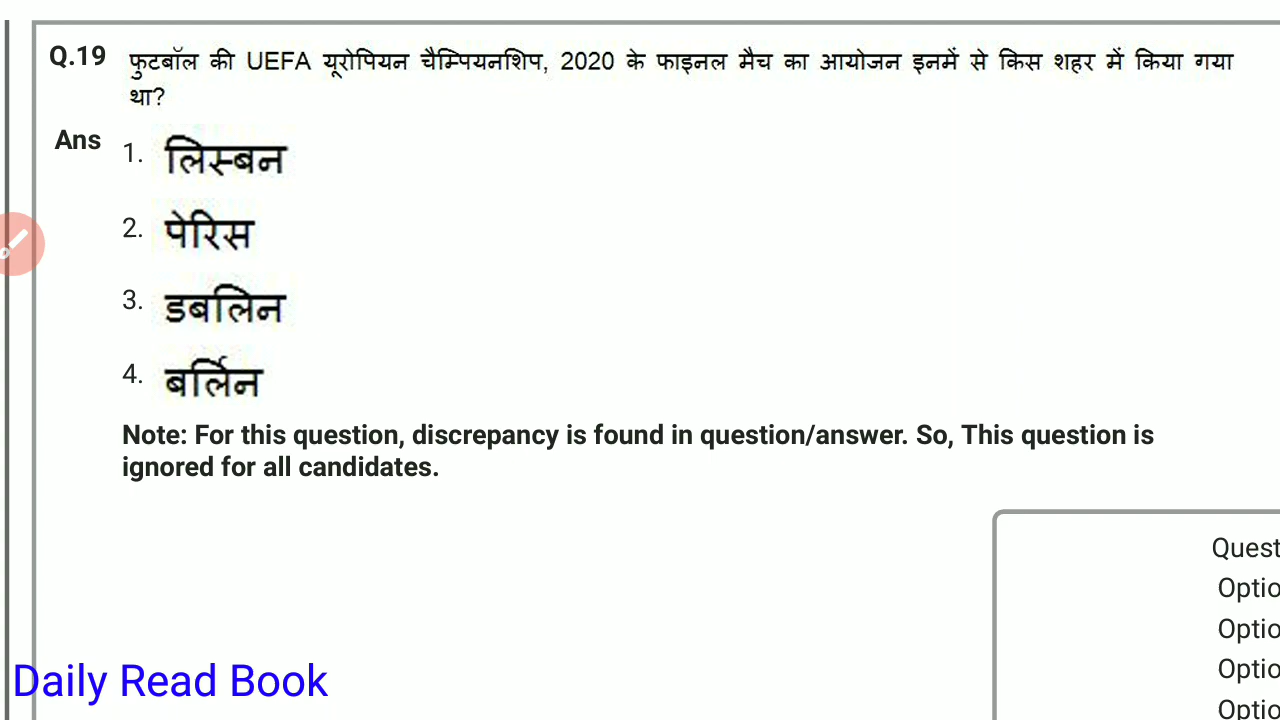 Q.19 फुटबॉल की UEFA यूरोपियन चैम्पियनशिप, 2020 के फाइनल मैच का आयोजन इनमें से किस शहर में किया गया
था?
Ans 1. लिस्बन
2. पेरिस
3. डबलिन
4. बर्लिन
Note: For this question, discrepancy is found in question/answer. So, This question is
ignored for all candidates.
Quest
Optio
Optio
Optio
Optio
Daily Read Book